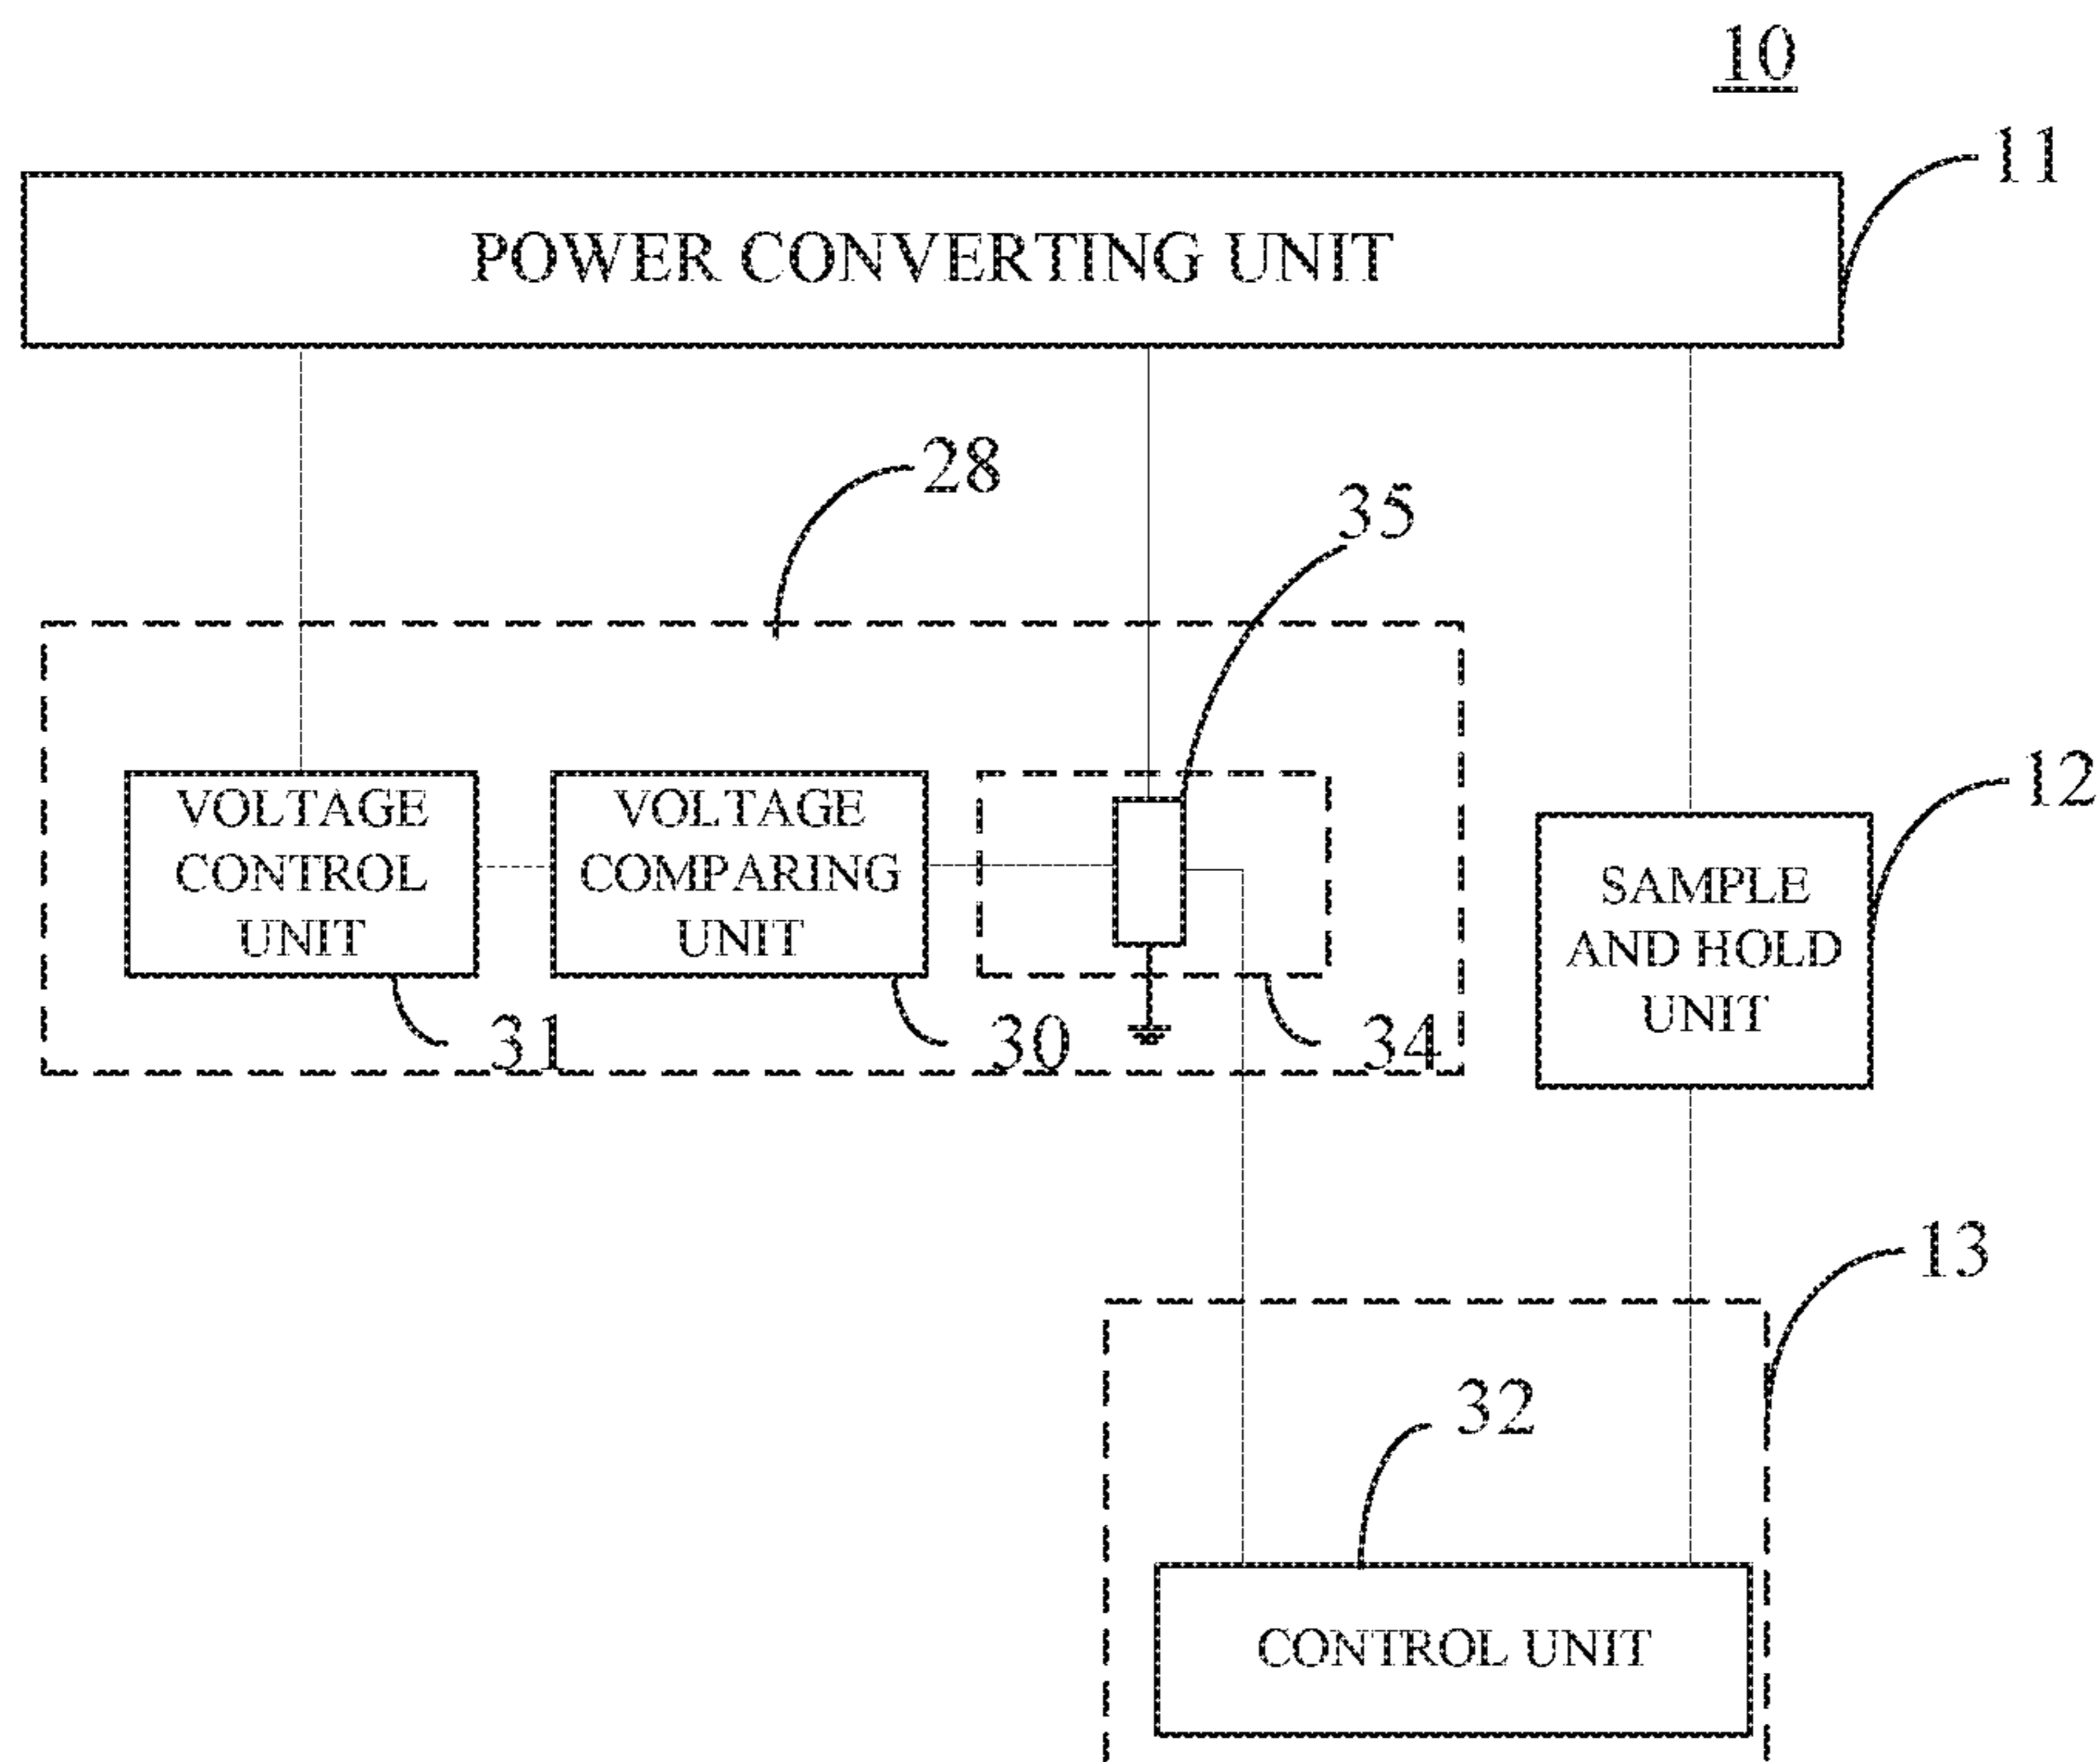 10
11
POWER CONVERTING UNIT
28
35
12
VOLTAGE
CONTROL
UNIT
VOLTAGE
COMPARING
UNIT
SAMPLE
AND HOLD
UNIT
31
30
34
13
32
CONTROL UNIT